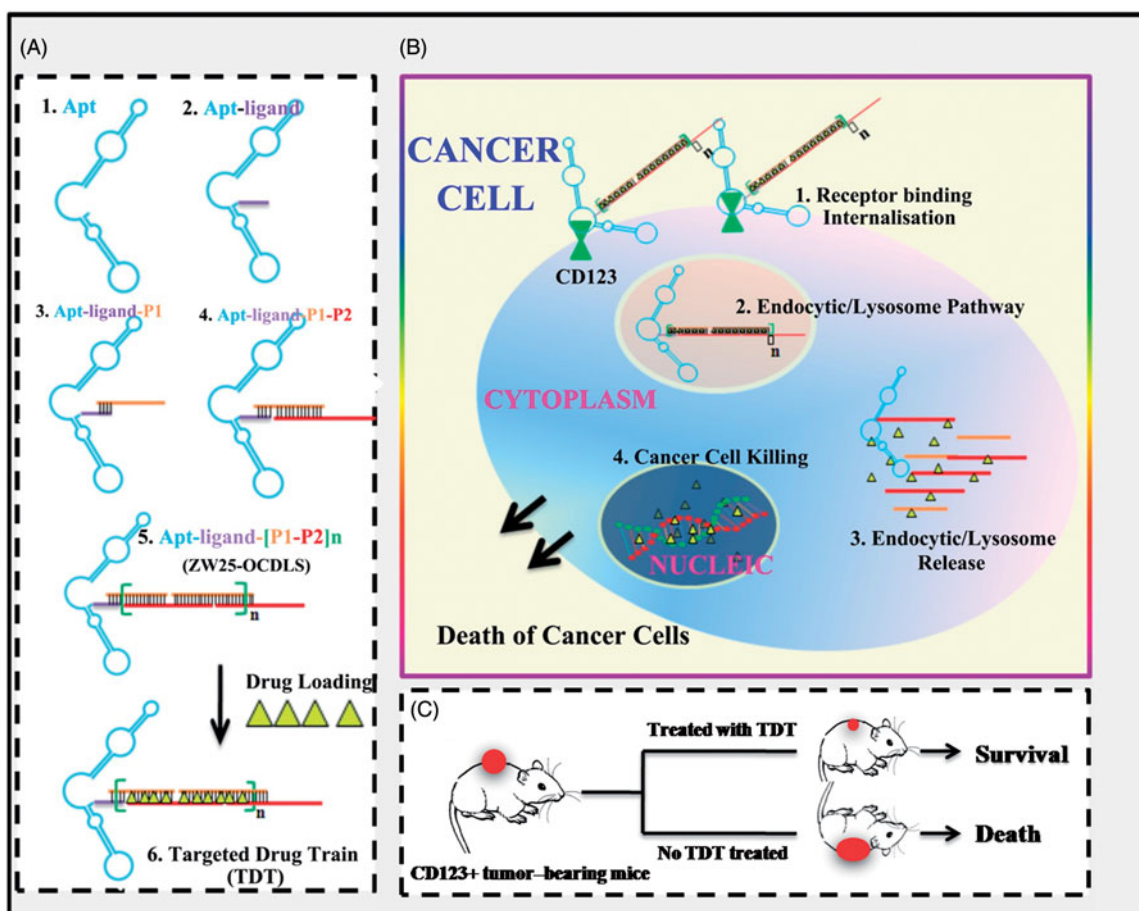 (A)
1. Apt
2. Apt-ligand
3. Apt-ligand-P1
4. Apt-ligand-P1-P2
5. Apt-ligand-[P1-P2]n
(ZW25-OCDLS)
n
Drug Loading
n
6. Targeted Drug Train
(TDT)
(B)
CANCER
CELL
n
n
1. Receptor binding
Internalisation
CD123
2. Endocytic/Lysosome Pathway
n
CYTOPLASM
4. Cancer Cell Killing
NUCLEIC
3. Endocytic/Lysosome
Release
Death of Cancer Cells
(C)
Treated with TDT
Survival
No TDT treated
Death
CD123+ tumor–bearing mice